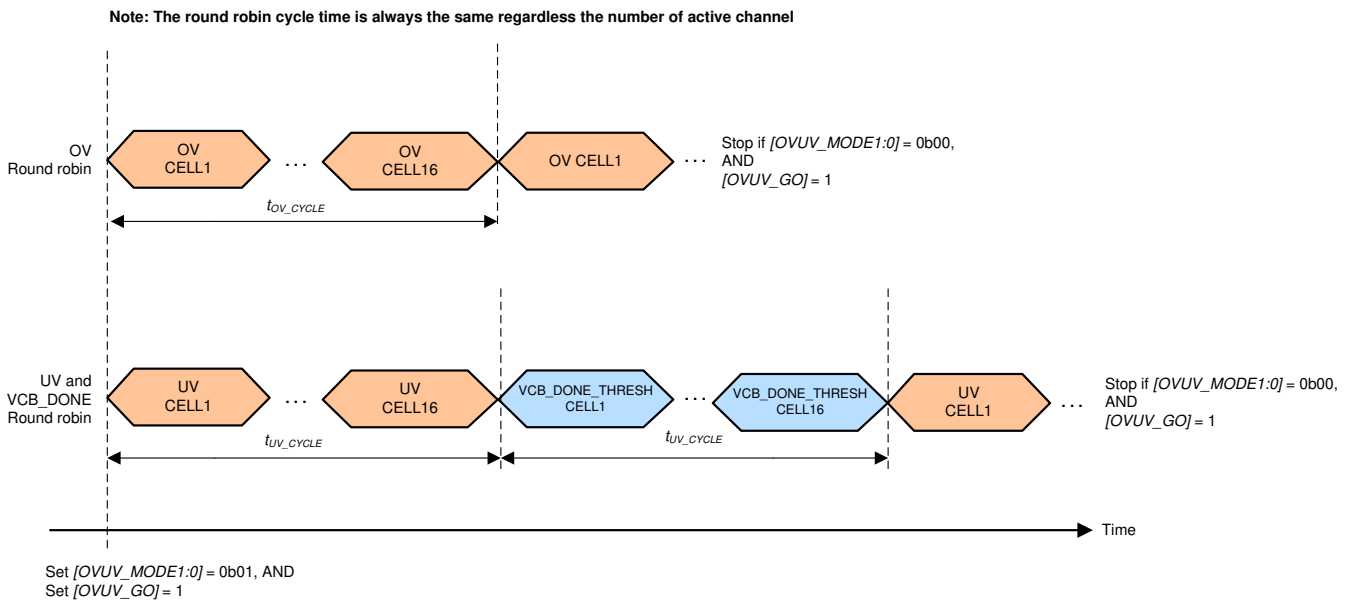 Note: The round robin cycle time is always the same regardless the number of active channel
OV
Round robin
OV
CELL1
. . .
OV
CELL16
OV CELL1
. . .
Stop if [OVUV_MODE1:0] = 0b00,
AND
[OVUV_GO] = 1
tOV_CYCLE
UV and
VCB_DONE
Round robin
UV
CELL1
. . .
UV
CELL16
VCB_DONE_THRESH
CELL1
. . .
VCB_DONE_THRESH
CELL16
UV
CELL1
. . .
Stop if [OVUV_MODE1:0] = 0b00,
AND
[OVUV_GO] = 1
tUV_CYCLE
tUV_CYCLE
Time
Set [OVUV_MODE1:0] = 0b01, AND
Set [OVUV_GO] = 1